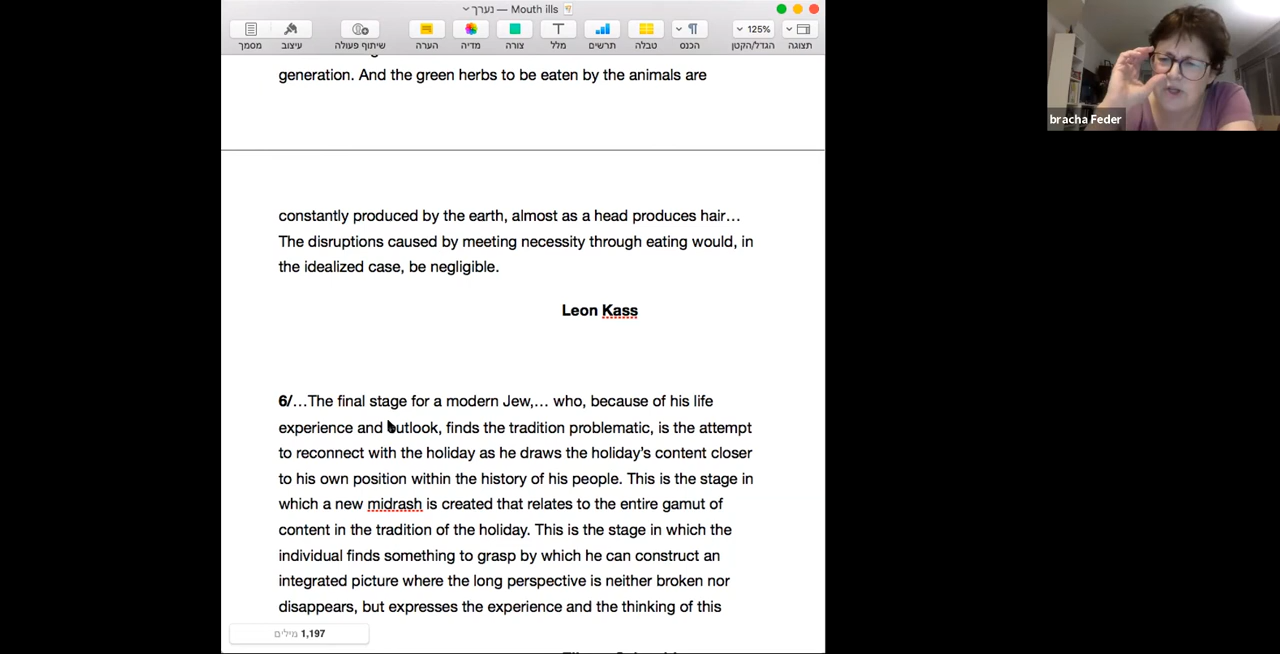 Mouth ills — נערך
מסמך
עיצוב
שיתוף פעולה
הערה
מדיה
צורה
מלל
תרשים
טבלה
הכנס
125%
הגדל/הקטן
תצוגה
generation. And the green herbs to be eaten by the animals are
constantly produced by the earth, almost as a head produces hair…
The disruptions caused by meeting necessity through eating would, in
the idealized case, be negligible.
Leon Kass
6/…The final stage for a modern Jew,… who, because of his life
experience and outlook, finds the tradition problematic, is the attempt
to reconnect with the holiday as he draws the holiday’s content closer
to his own position within the history of his people. This is the stage in
which a new midrash is created that relates to the entire gamut of
content in the tradition of the holiday. This is the stage in which the
individual finds something to grasp by which he can construct an
integrated picture where the long perspective is neither broken nor
disappears, but expresses the experience and the thinking of this
1,197 מילים
bracha Feder